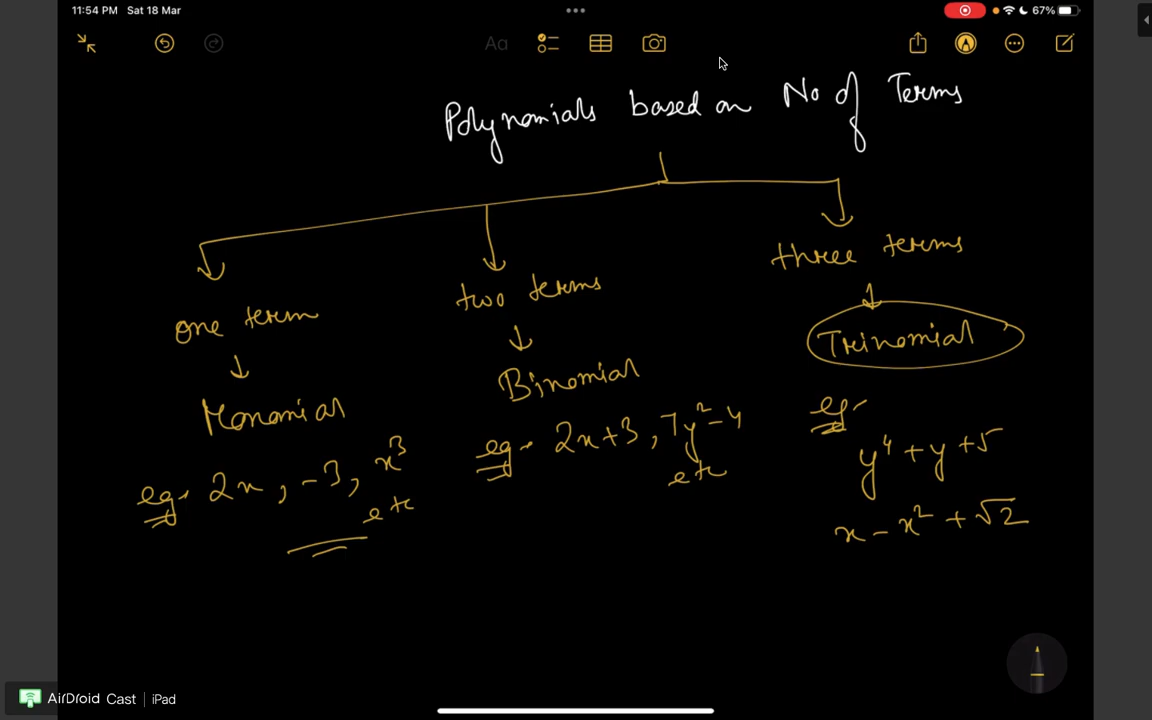 11:54 PM Sat 18 Mar
67%
Aa
Polynomials based on No of Terms
one term
↓
Monomial
eg- 2x, -3, x³
etc
two terms
↓
Binomial
eg- 2x+3, 7y²-4
etc
three terms
↓
Trinomial
eg-
y⁴+y+5
x-x²+√2
AirDroid Cast | iPad